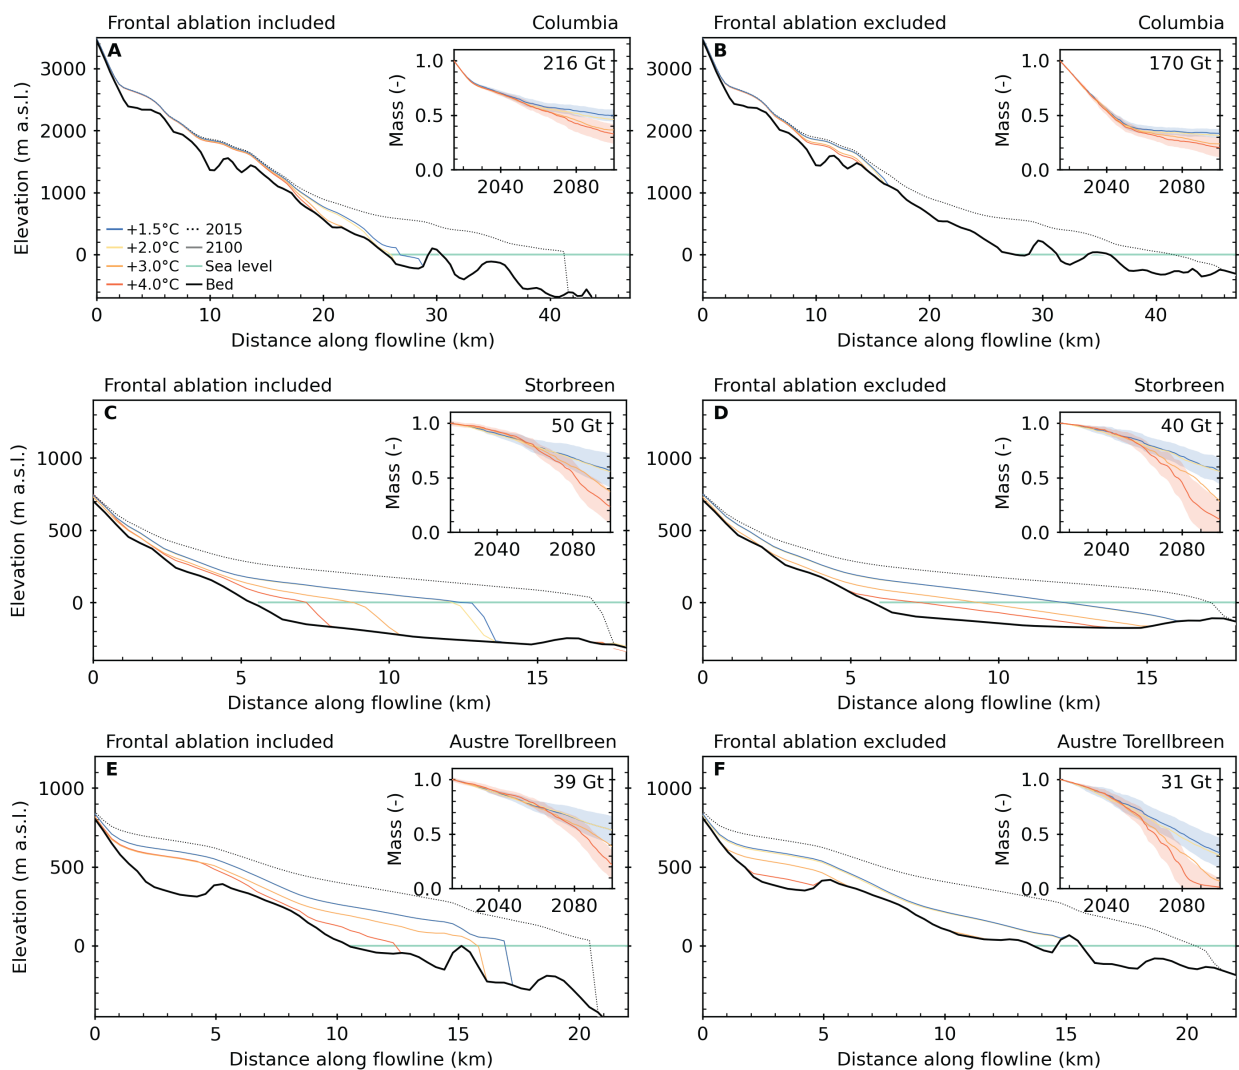 Frontal ablation included Columbia
Frontal ablation excluded Columbia
A
216 Gt
1.0
0.5
0.0
Mass (-)
2040 2080
3000
2000
1000
0
Elevation (m a.s.l.)
+1.5°C 2015
+2.0°C 2100
+3.0°C Sea level
+4.0°C Bed
0 10 20 30 40
Distance along flowline (km)
B
170 Gt
1.0
0.5
0.0
Mass (-)
2040 2080
3000
2000
1000
0
0 10 20 30 40
Distance along flowline (km)
Frontal ablation included Storbreen
Frontal ablation excluded Storbreen
C
50 Gt
1.0
0.5
0.0
Mass (-)
2040 2080
1000
500
0
Elevation (m a.s.l.)
0 5 10 15
Distance along flowline (km)
D
40 Gt
1.0
0.5
0.0
Mass (-)
2040 2080
1000
500
0
0 5 10 15
Distance along flowline (km)
Frontal ablation included Austre Torellbreen
Frontal ablation excluded Austre Torellbreen
E
39 Gt
1.0
0.5
0.0
Mass (-)
2040 2080
1000
500
0
Elevation (m a.s.l.)
0 5 10 15 20
Distance along flowline (km)
F
31 Gt
1.0
0.5
0.0
Mass (-)
2040 2080
1000
500
0
0 5 10 15 20
Distance along flowline (km)